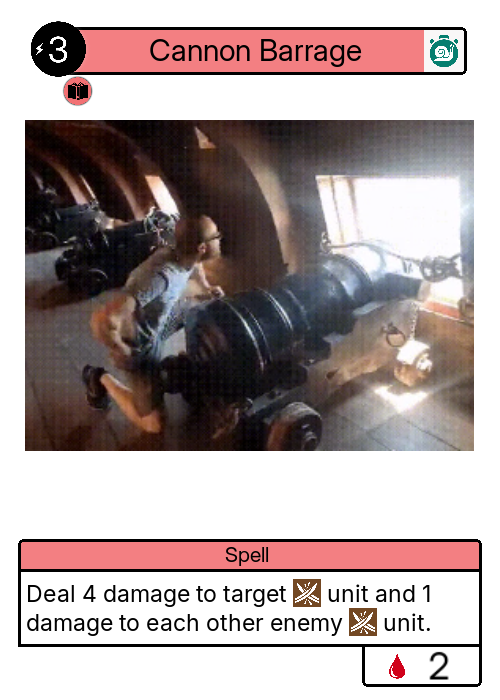 3
Cannon Barrage
Spell
Deal 4 damage to target unit and 1
damage to each other enemy unit.
2